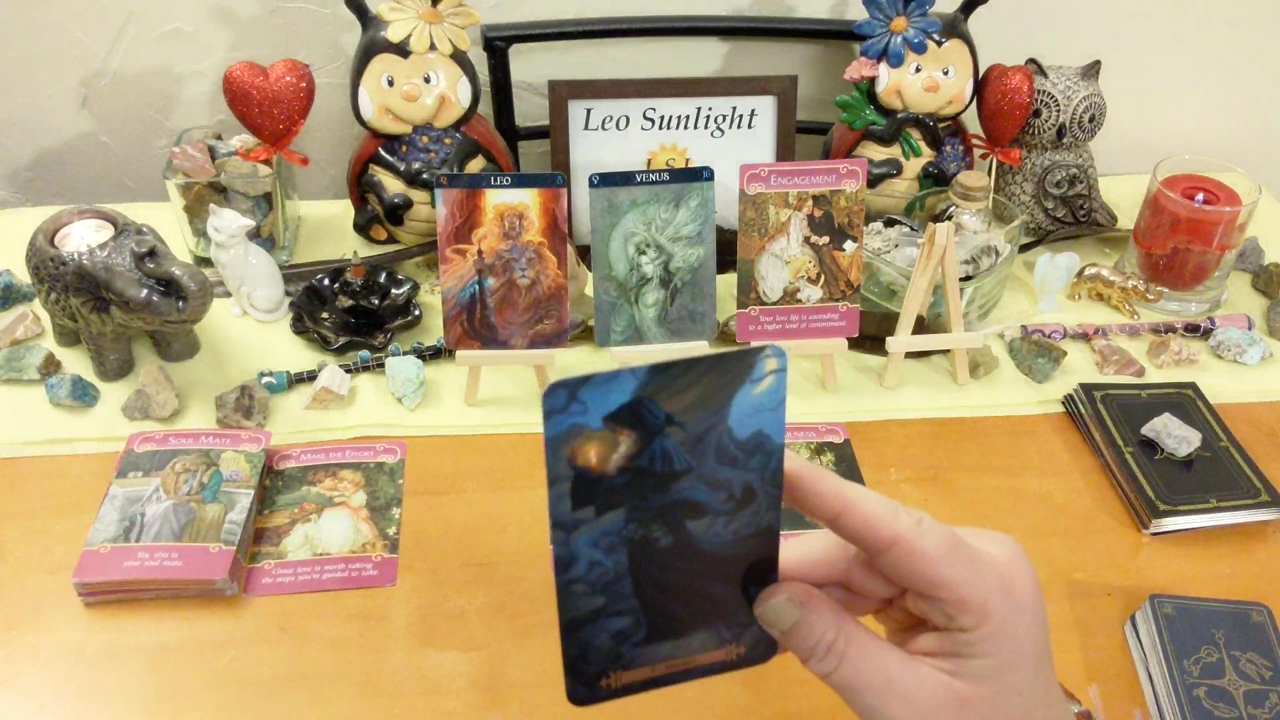 Leo Sunlight
LSL
♌ LEO 5
♀ VENUS 16
ENGAGEMENT
Your love life is ascending
to a higher level of commitment.
SOUL MATE
Yes, this is
your soul mate.
MAKE THE EFFORT
Great love is worth taking
the steps you're guided to take.